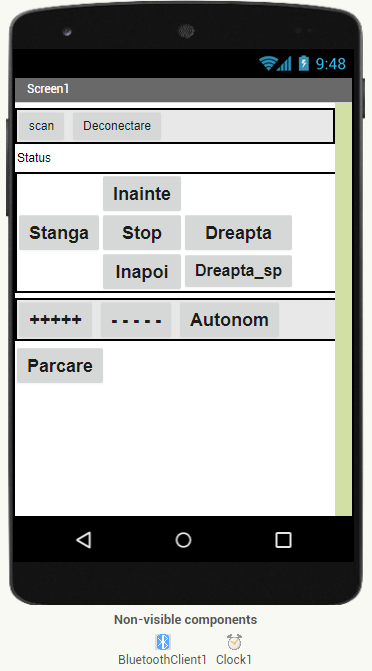 9:48
Screen1
scan Deconectare
Status
Inainte
Stanga Stop Dreapta
Inapoi Dreapta_sp
+++++ - - - - - Autonom
Parcare
Non-visible components
BluetoothClient1 Clock1